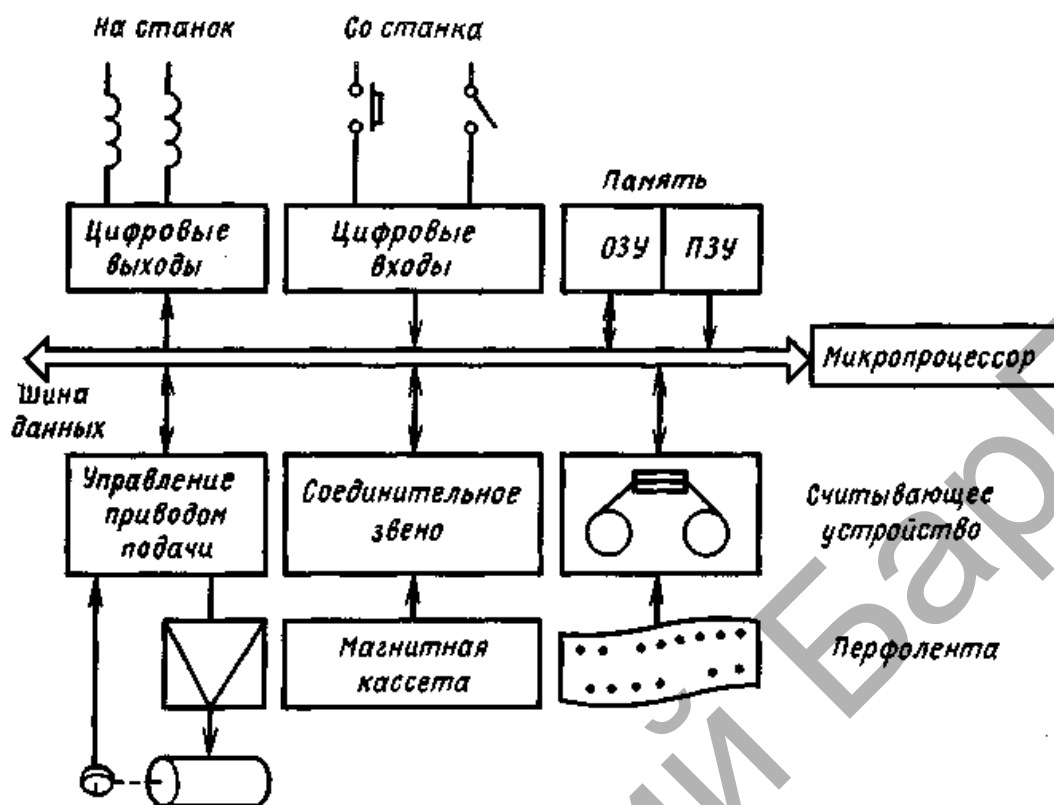 На станок
Со станка
Память
Цифровые
выходы
Цифровые
входы
ОЗУ
ПЗУ
Микропроцессор
Шина
данных
Управление
приводом
подачи
Соединительное
звено
Считывающее
устройство
Магнитная
кассета
Перфолента